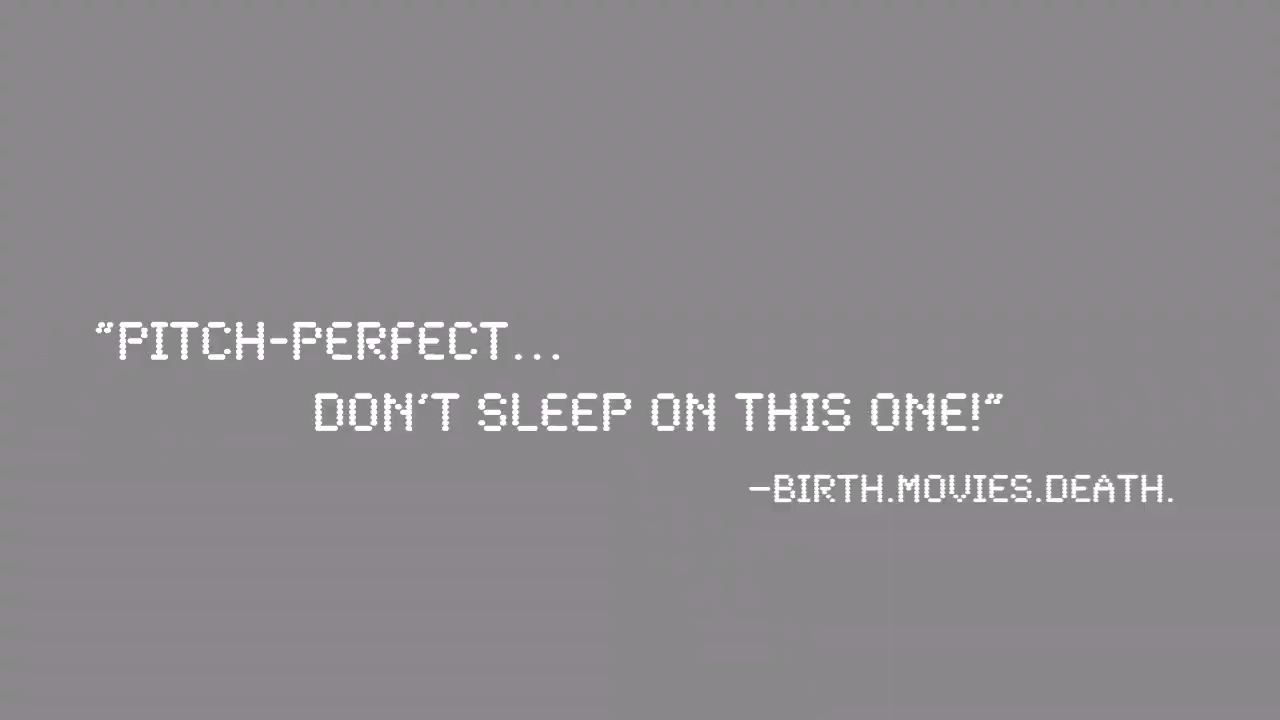 "PITCH-PERFECT...
DON'T SLEEP ON THIS ONE!"
–BIRTH.MOVIES.DEATH.